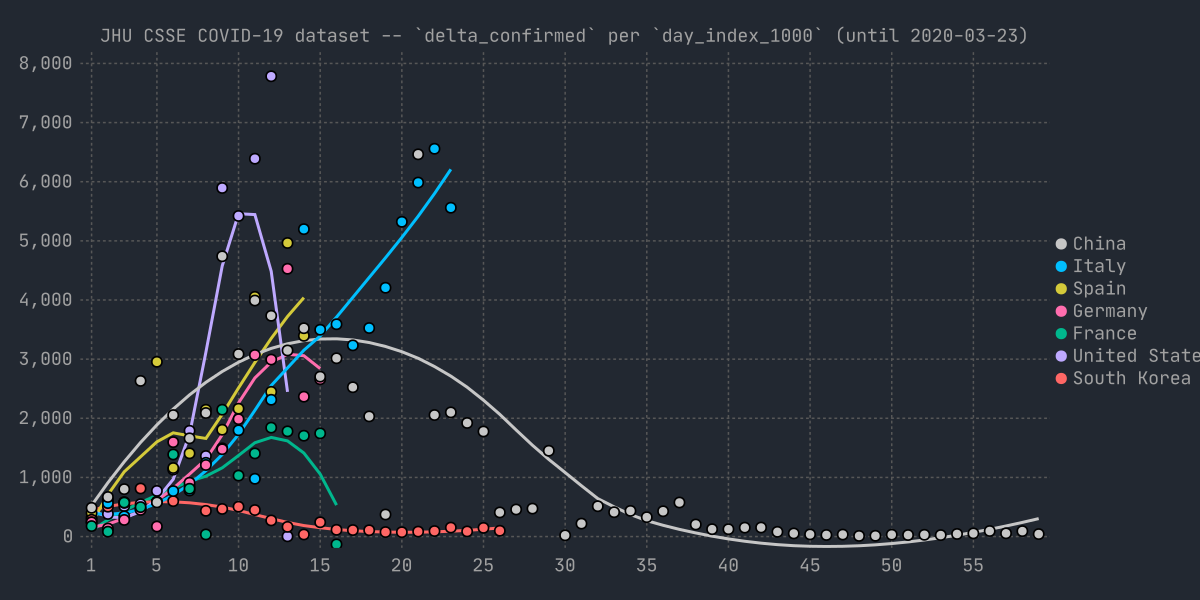 JHU CSSE COVID-19 dataset -- `delta_confirmed` per `day_index_1000` (until 2020-03-23)
8,000
7,000
6,000
5,000
4,000
3,000
2,000
1,000
0
1 5 10 15 20 25 30 35 40 45 50 55
China
Italy
Spain
Germany
France
United State
South Korea